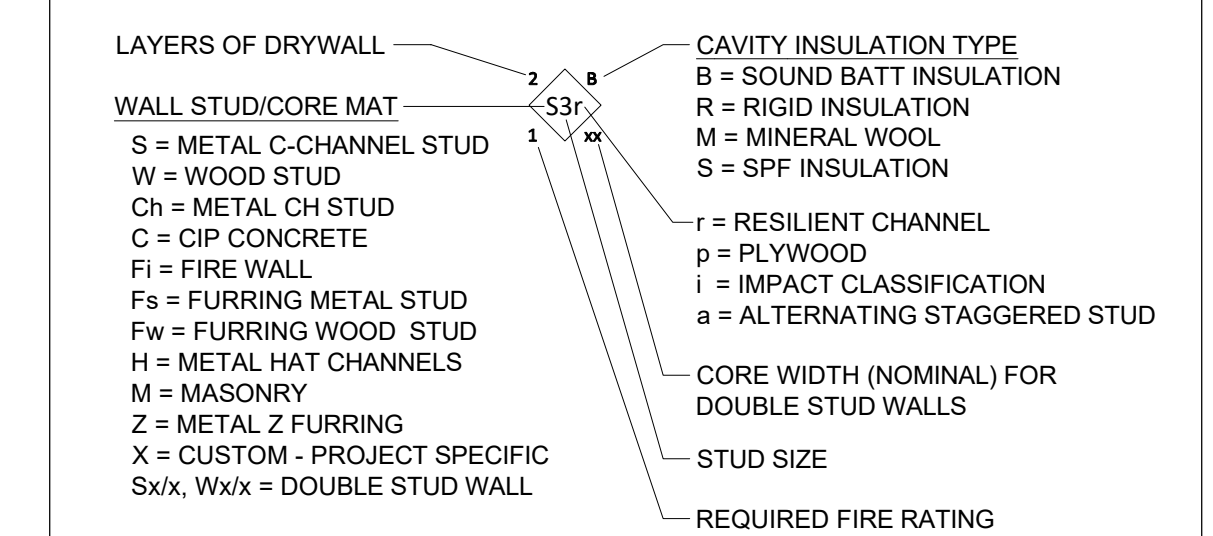 LAYERS OF DRYWALL
WALL STUD/CORE MAT
S = METAL C-CHANNEL STUD
W = WOOD STUD
Ch = METAL CH STUD
C = CIP CONCRETE
Fi = FIRE WALL
Fs = FURRING METAL STUD
Fw = FURRING WOOD STUD
H = METAL HAT CHANNELS
M = MASONRY
Z = METAL Z FURRING
X = CUSTOM - PROJECT SPECIFIC
Sx/x, Wx/x = DOUBLE STUD WALL
2 B
S3r
1 xx
CAVITY INSULATION TYPE
B = SOUND BATT INSULATION
R = RIGID INSULATION
M = MINERAL WOOL
S = SPF INSULATION
r = RESILIENT CHANNEL
p = PLYWOOD
i = IMPACT CLASSIFICATION
a = ALTERNATING STAGGERED STUD
CORE WIDTH (NOMINAL) FOR
DOUBLE STUD WALLS
STUD SIZE
REQUIRED FIRE RATING